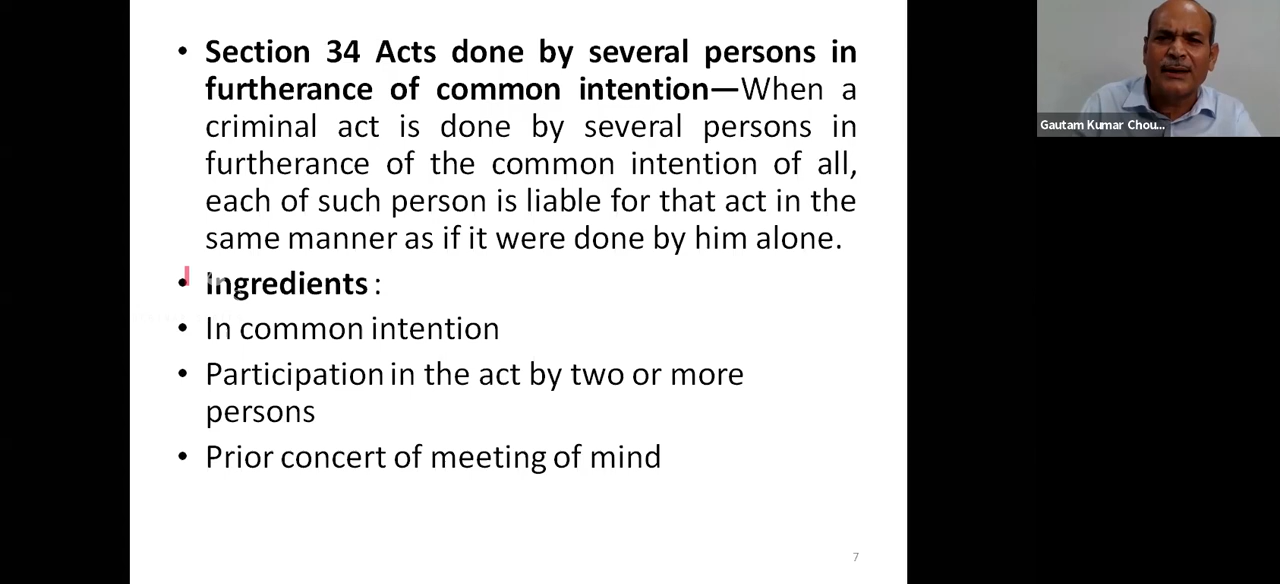 • Section 34 Acts done by several persons in
furtherance of common intention—When a
criminal act is done by several persons in
furtherance of the common intention of all,
each of such person is liable for that act in the
same manner as if it were done by him alone.
• Ingredients :
• In common intention
• Participation in the act by two or more
persons
• Prior concert of meeting of mind
7
Gautam Kumar Chou...